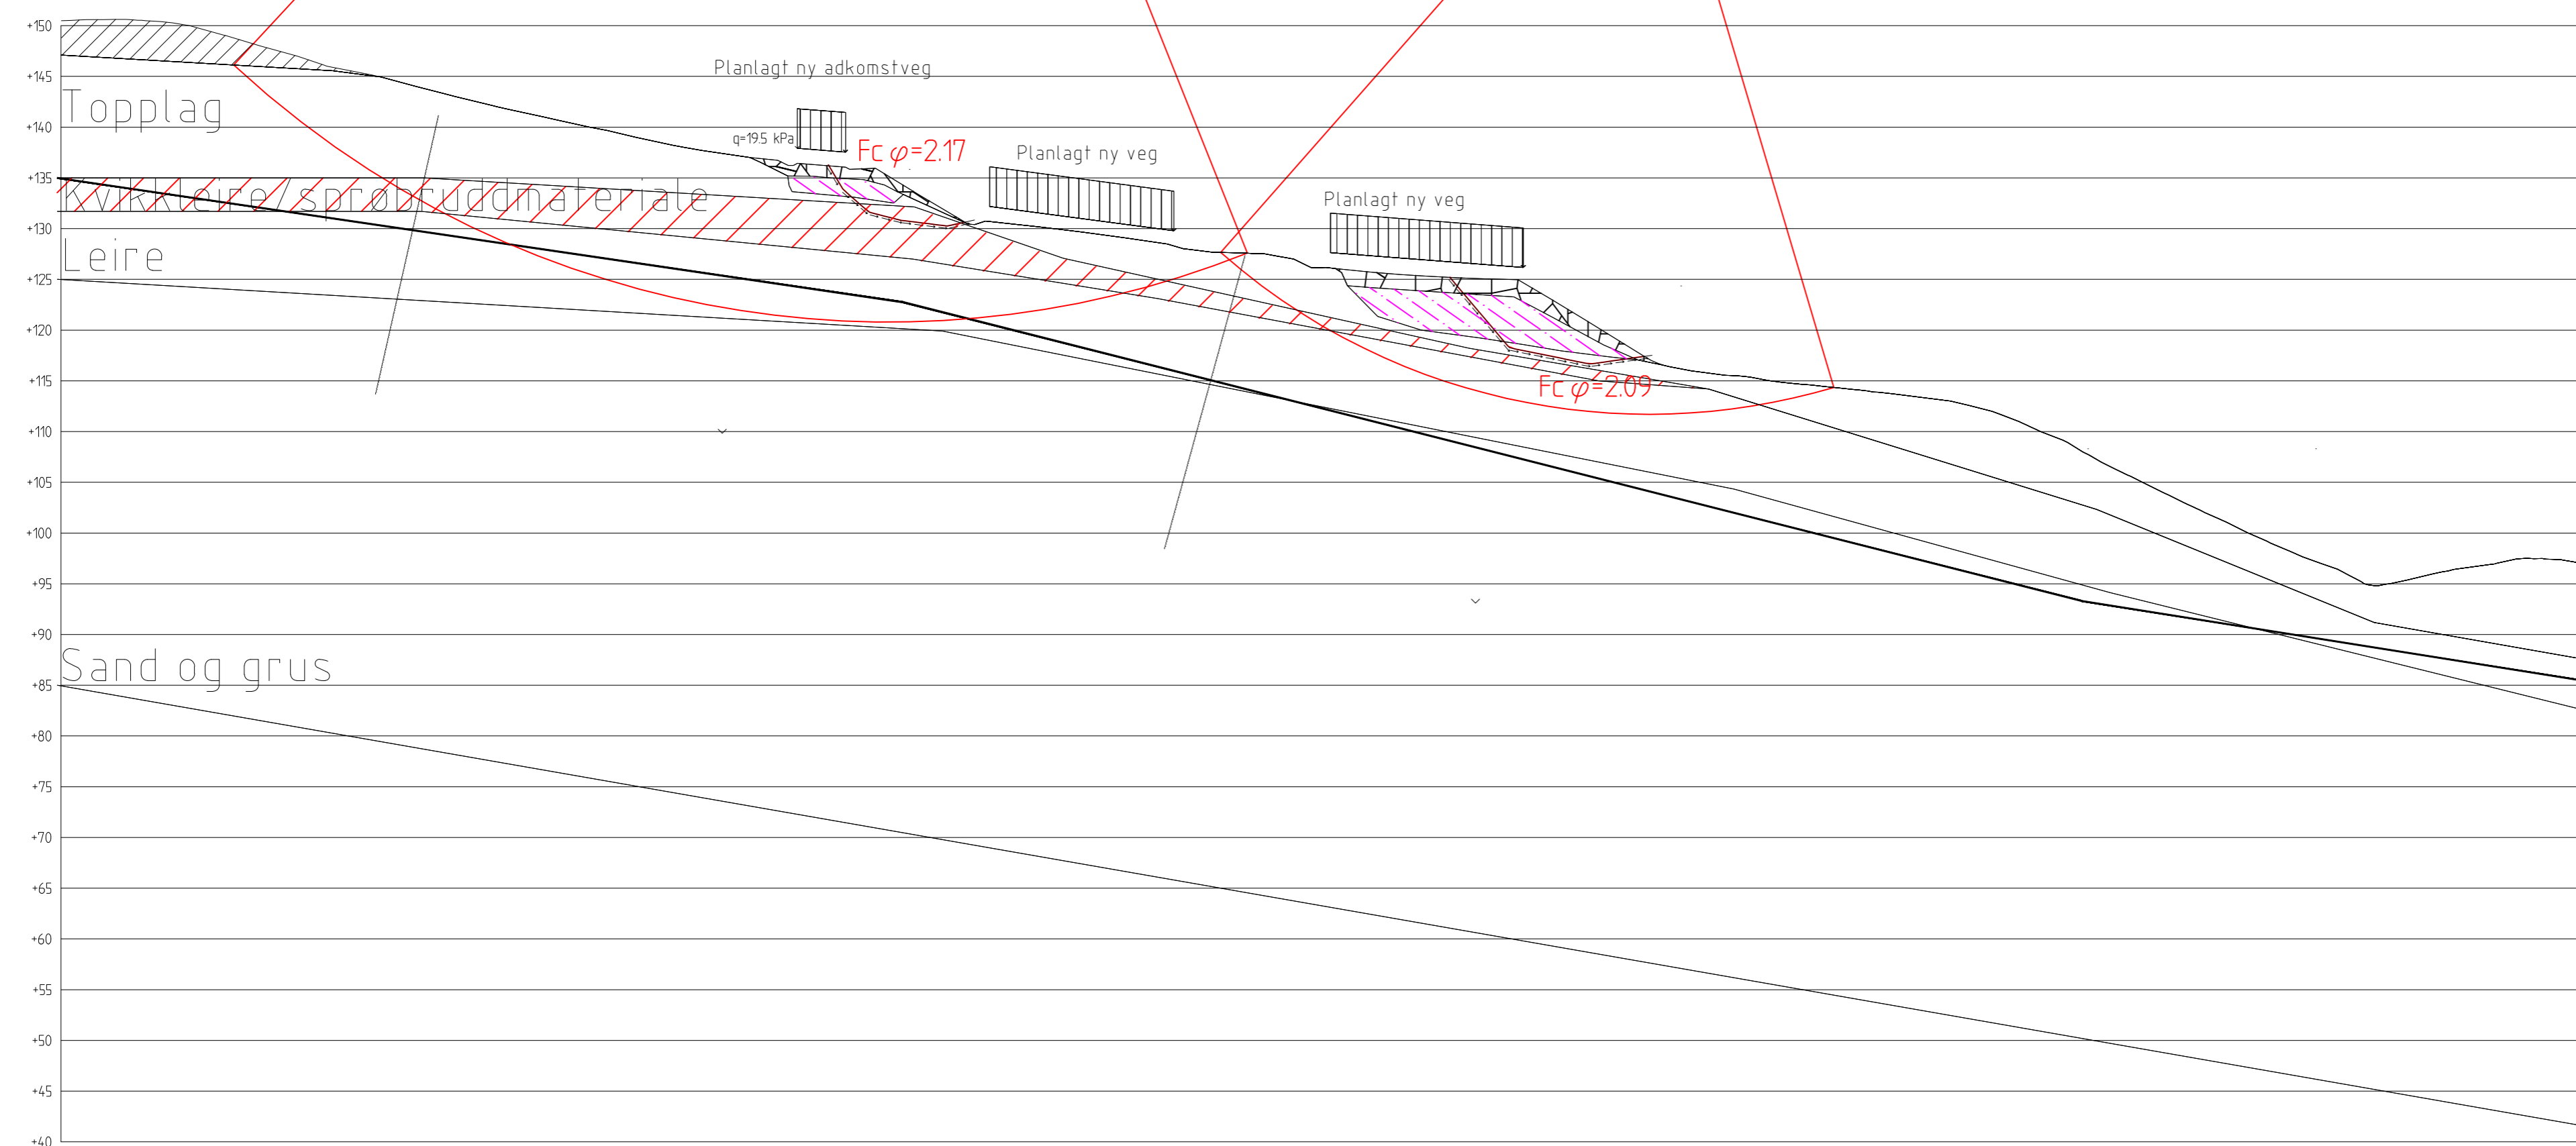 +150
+145
Planlagt ny adkomstveg
Topplag
+140
q=19.5 kPa
Fc φ=2.17
Planlagt ny veg
+135
Kvikkleire/sprøbruddmateriale
Planlagt ny veg
+130
Leire
+125
+120
+115
Fc φ=2.09
+110
+105
+100
+95
+90
Sand og grus
+85
+80
+75
+70
+65
+60
+55
+50
+45
+40